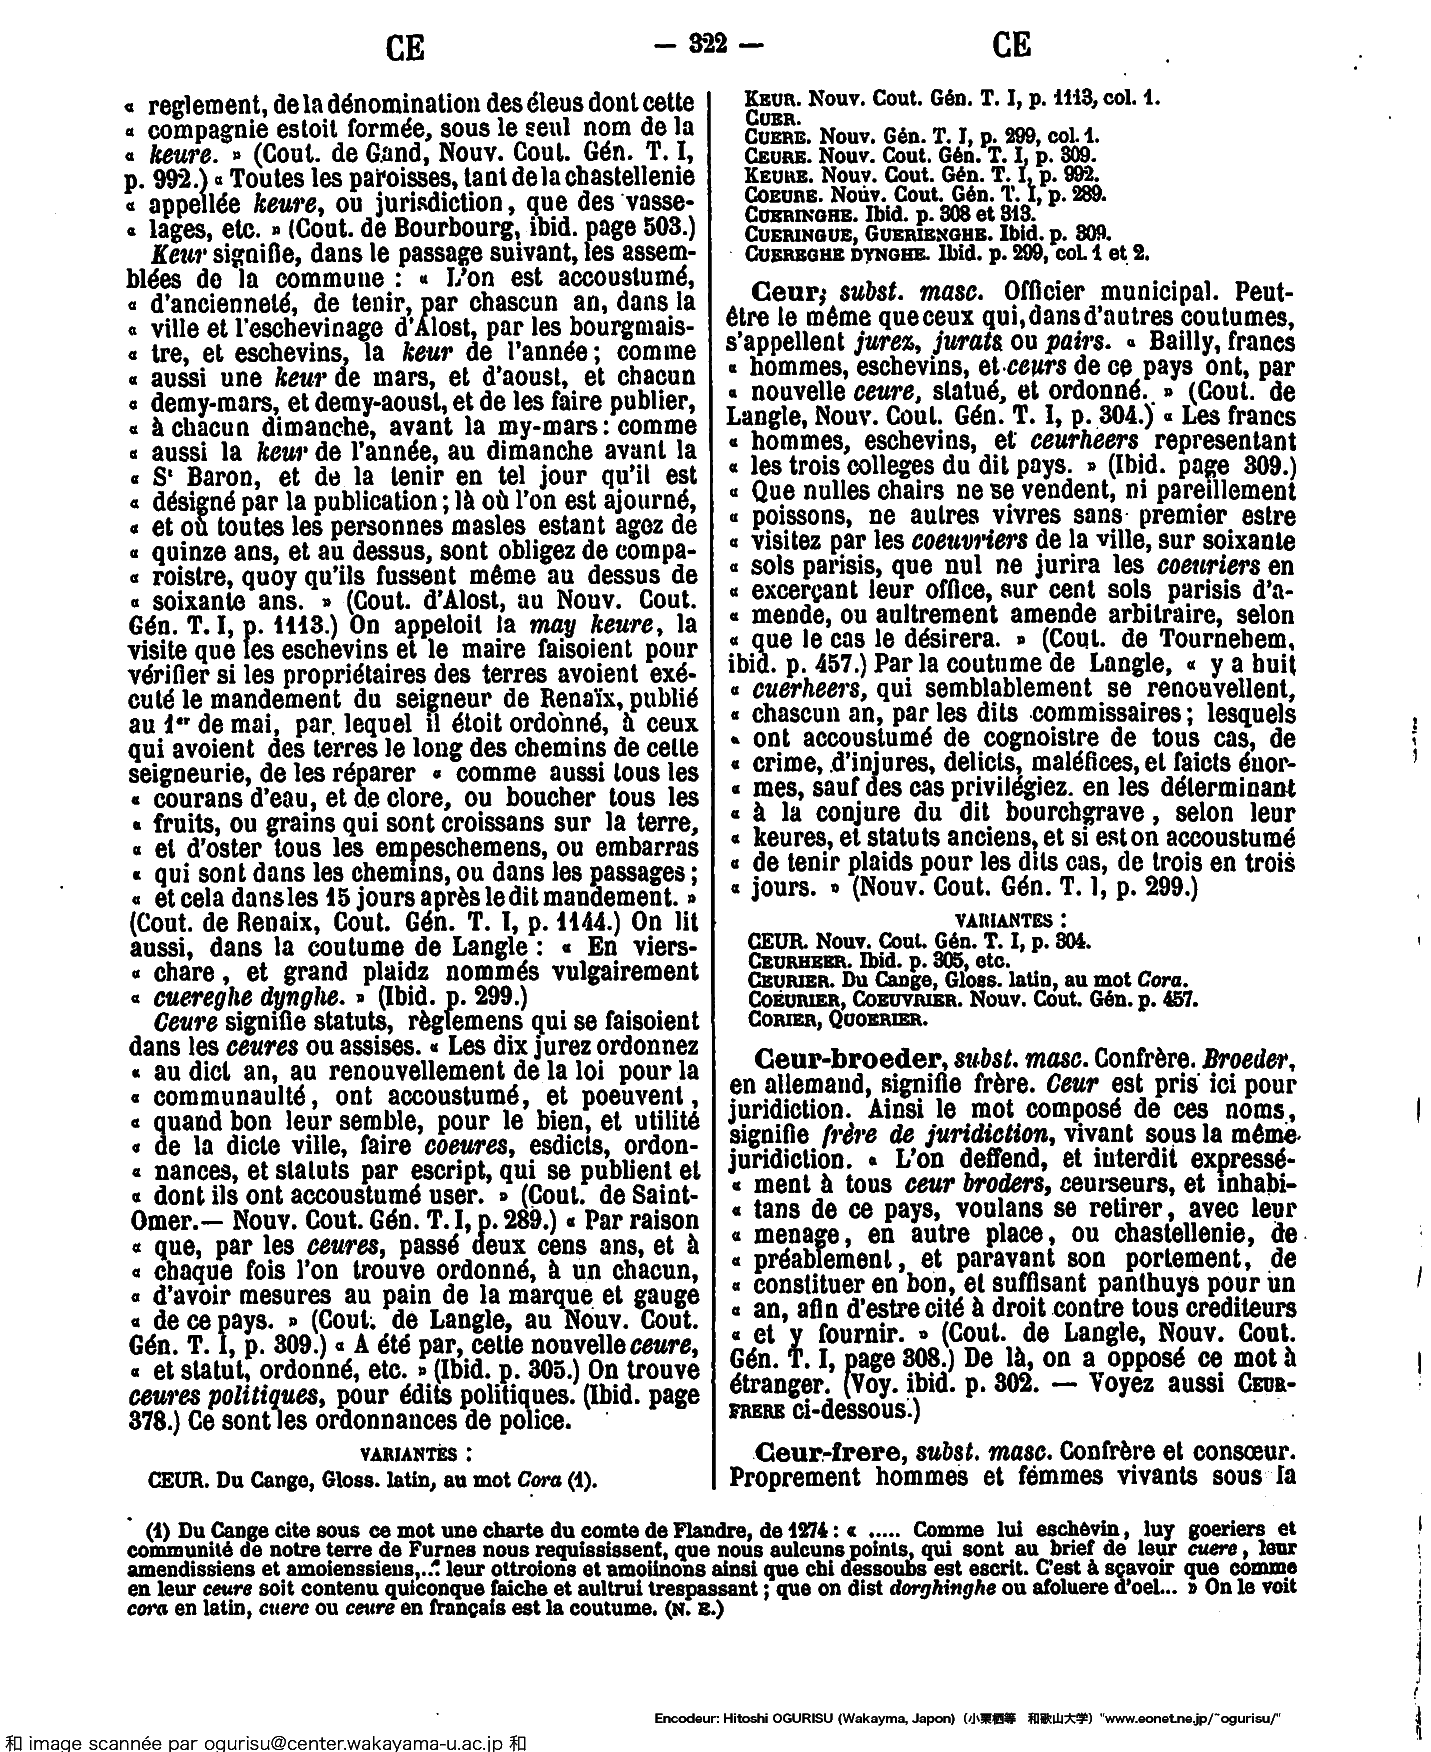 CE — 322 — CE
« reglement, de la dénomination des éleus dont cette
« compagnie estoit formée, sous le seul nom de la
« keure. » (Cout. de Gand, Nouv. Cout. Gén. T. I,
p. 992.) « Toutes les paroisses, tant de la chastellenie
« appellée keure, ou jurisdiction, que des vasse-
« lages, etc. » (Cout. de Bourbourg, ibid. page 503.)
Keur signifie, dans le passage suivant, les assem-
blées de la commune : « L'on est accoustumé,
« d'ancienneté, de tenir, par chascun an, dans la
« ville et l'eschevinage d'Alost, par les bourgmais-
« tre, et eschevins, la keur de l'année ; comme
« aussi une keur de mars, et d'aoust, et chacun
« demy-mars, et demy-aoust, et de les faire publier,
« à chacun dimanche, avant la my-mars : comme
« aussi la keur de l'année, au dimanche avant la
« St Baron, et de la tenir en tel jour qu'il est
« désigné par la publication ; là où l'on est ajourné,
« et où toutes les personnes masles estant agez de
« quinze ans, et au dessus, sont obligez de compa-
« roistre, quoy qu'ils fussent même au dessus de
« soixante ans. » (Cout. d'Alost, au Nouv. Cout.
Gén. T. I, p. 1113.) On appeloit la may keure, la
visite que les eschevins et le maire faisoient pour
vérifier si les propriétaires des terres avoient exé-
cuté le mandement du seigneur de Renaïx, publié
au 1er de mai, par lequel il étoit ordonné, à ceux
qui avoient des terres le long des chemins de cette
seigneurie, de les réparer « comme aussi tous les
« courans d'eau, et de clore, ou boucher tous les
« fruits, ou grains qui sont croissans sur la terre,
« et d'oster tous les empeschemens, ou embarras
« qui sont dans les chemins, ou dans les passages ;
« et cela dans les 15 jours après le dit mandement. »
(Cout. de Renaix, Cout. Gén. T. I, p. 1144.) On lit
aussi, dans la coutume de Langle : « En viers-
« chare, et grand plaidz nommés vulgairement
« cuereghe dynghe. » (Ibid. p. 299.)
Ceure signifie statuts, règlemens qui se faisoient
dans les ceures ou assises. « Les dix jurez ordonnez
« au dict an, au renouvellement de la loi pour la
« communaulté, ont accoustumé, et poeuvent,
« quand bon leur semble, pour le bien, et utilité
« de la dicte ville, faire coeures, esdicts, ordon-
« nances, et statuts par escript, qui se publient et
« dont ils ont accoustumé user. » (Cout. de Saint-
Omer.— Nouv. Cout. Gén. T. I, p. 289.) « Par raison
« que, par les ceures, passé deux cens ans, et à
« chaque fois l'on trouve ordonné, à un chacun,
« d'avoir mesures au pain de la marque et gauge
« de ce pays. » (Cout. de Langle, au Nouv. Cout.
Gén. T. I, p. 309.) « A été par, cette nouvelle ceure,
« et statut, ordonné, etc. » (Ibid. p. 305.) On trouve
ceures politiques, pour édits politiques. (Ibid. page
378.) Ce sont les ordonnances de police.
VARIANTES :
CEUR. Du Cange, Gloss. latin, au mot Cora (1).
KEUR. Nouv. Cout. Gén. T. I, p. 1113, col. 1.
CUER.
CUERE. Nouv. Gén. T. I, p. 299, col. 1.
CEURE. Nouv. Cout. Gén. T. I, p. 309.
KEURE. Nouv. Cout. Gén. T. I, p. 992.
COEURE. Nouv. Cout. Gén. T. I, p. 289.
CUERINGHE. Ibid. p. 308 et 313.
CUERINGUE, GUERIENGHE. Ibid. p. 309.
CUEREGHE DYNGHE. Ibid. p. 299, col. 1 et 2.
Ceur, subst. masc. Officier municipal. Peut-
être le même que ceux qui, dans d'autres coutumes,
s'appellent jurez, jurats ou pairs. « Bailly, francs
« hommes, eschevins, et ceurs de ce pays ont, par
« nouvelle ceure, statué, et ordonné. » (Cout. de
Langle, Nouv. Cout. Gén. T. I, p. 304.) « Les francs
« hommes, eschevins, et ceurheers representant
« les trois colleges du dit pays. » (Ibid. page 309.)
« Que nulles chairs ne se vendent, ni pareillement
« poissons, ne autres vivres sans premier estre
« visitez par les coeuvriers de la ville, sur soixante
« sols parisis, que nul ne jurira les coeuriers en
« excerçant leur office, sur cent sols parisis d'a-
« mende, ou aultrement amende arbitraire, selon
« que le cas le désirera. » (Cout. de Tournehem,
ibid. p. 457.) Par la coutume de Langle, « y a huit
« cuerheers, qui semblablement se renouvellent,
« chascun an, par les dits commissaires ; lesquels
« ont accoustumé de cognoistre de tous cas, de
« crime, d'injures, delicts, maléfices, et faicts énor-
« mes, sauf des cas privilégiez. en les déterminant
« à la conjure du dit bourchgrave, selon leur
« keures, et statuts anciens, et si est on accoustumé
« de tenir plaids pour les dits cas, de trois en trois
« jours. » (Nouv. Cout. Gén. T. I, p. 299.)
VARIANTES :
CEUR. Nouv. Cout. Gén. T. I, p. 304.
CEURHEER. Ibid. p. 305, etc.
CEURIER. Du Cange, Gloss. latin, au mot Cora.
COEURIER, COEUVRIER. Nouv. Cout. Gén. p. 457.
CORIER, QUOERIER.
Ceur-broeder, subst. masc. Confrère. Broeder,
en allemand, signifie frère. Ceur est pris ici pour
juridiction. Ainsi le mot composé de ces noms,
signifie frère de juridiction, vivant sous la même
juridiction. « L'on deffend, et interdit expressé-
« ment à tous ceur broders, ceurseurs, et inhabi-
« tans de ce pays, voulans se retirer, avec leur
« menage, en autre place, ou chastellenie, de
« préablement, et paravant son portement, de
« constituer en bon, et suffisant panthuys pour un
« an, afin d'estre cité à droit contre tous crediteurs
« et y fournir. » (Cout. de Langle, Nouv. Cout.
Gén. T. I, page 308.) De là, on a opposé ce mot à
étranger. (Voy. ibid. p. 302. — Voyez aussi CEUR-
FRERE ci-dessous.)
Ceur-frere, subst. masc. Confrère et consœur.
Proprement hommes et femmes vivants sous la
(1) Du Cange cite sous ce mot une charte du comte de Flandre, de 1274 : « ..... Comme lui eschevin, luy goeriers et
communité de notre terre de Furnes nous requississent, que nous aulcuns points, qui sont au brief de leur cuere, leur
amendissiens et amoienssiens,... leur ottroions et amoiinons ainsi que chi dessoubs est escrit. C'est à sçavoir que comme
en leur ceure soit contenu quiconque faiche et aultrui trespassant ; que on dist dorghinghe ou afoluere d'oel... » On le voit
cora en latin, cuere ou ceure en français est la coutume. (N. E.)
Encodeur: Hitoshi OGURISU (Wakayma, Japon) (小栗栖等 和歌山大学) "www.eonet.ne.jp/~ogurisu/"
和 image scannée par ogurisu@center.wakayama-u.ac.jp 和